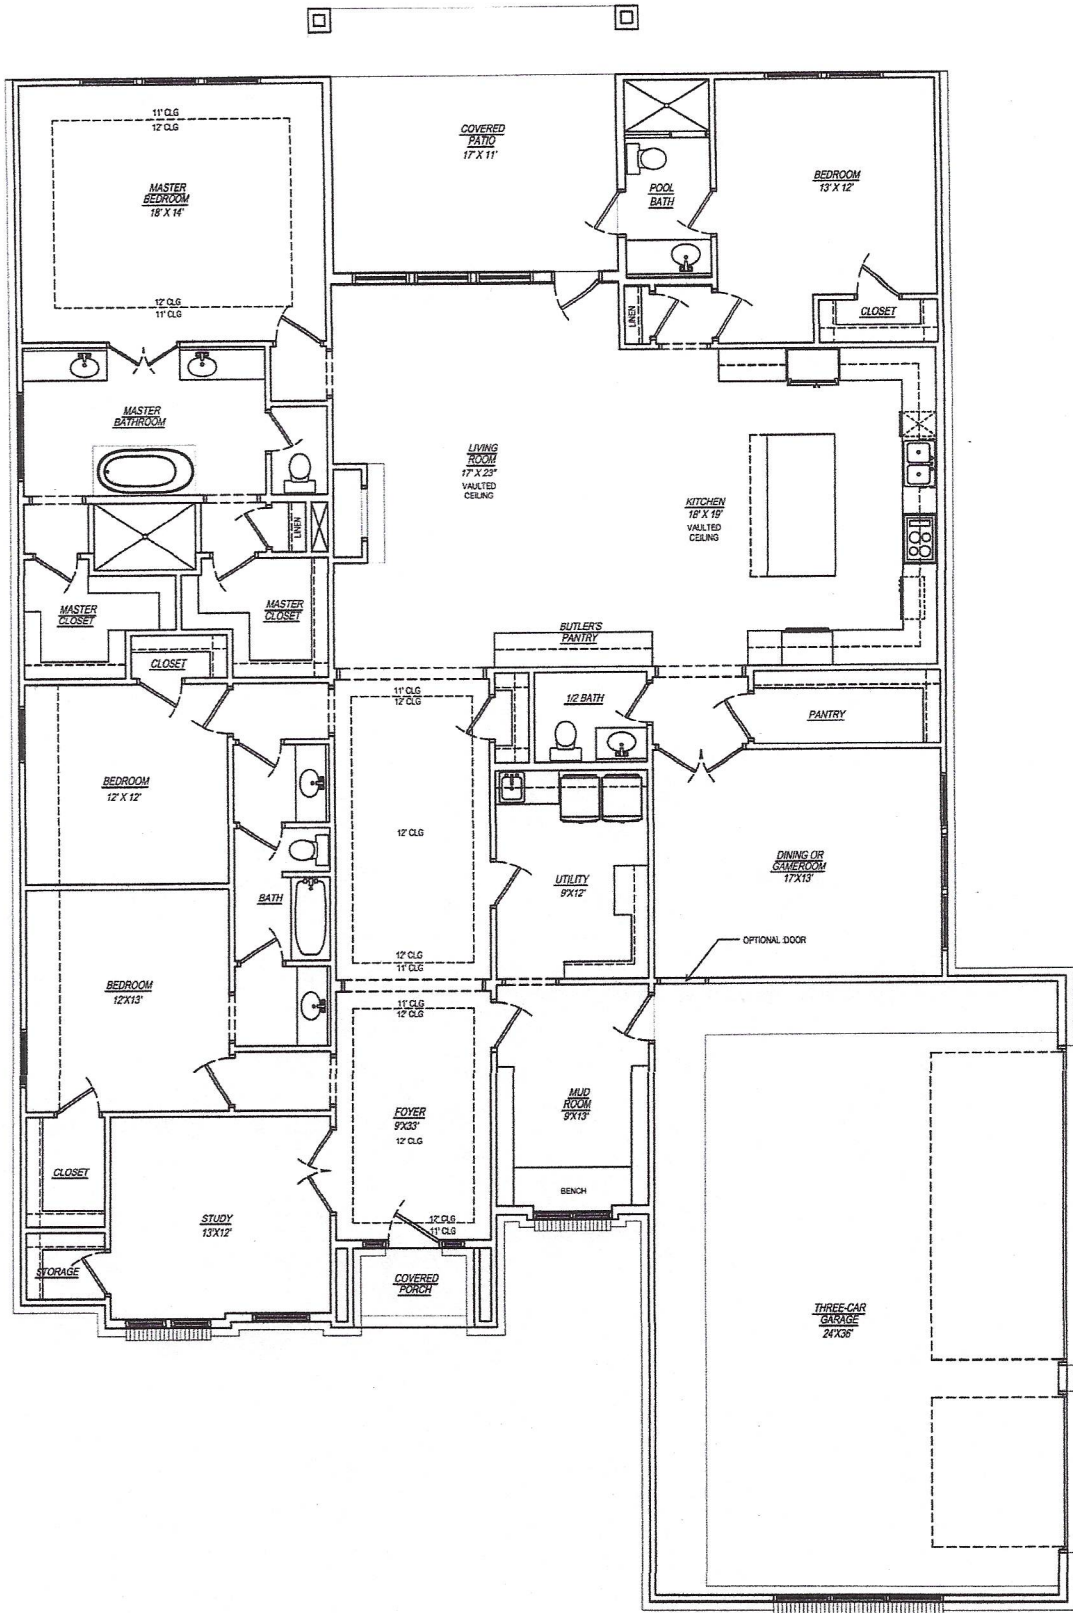 11' CLG
12' CLG
MASTER
BEDROOM
18' X 14'
12' CLG
11' CLG
COVERED
PATIO
17' X 11'
POOL
BATH
BEDROOM
13' X 12'
CLOSET
LINEN
MASTER
BATHROOM
LIVING
ROOM
17' X 23"
VAULTED
CEILING
KITCHEN
18' X 19'
VAULTED
CEILING
LINEN
MASTER
CLOSET
MASTER
CLOSET
CLOSET
BUTLER'S
PANTRY
11' CLG
12' CLG
1/2 BATH
PANTRY
BEDROOM
12' X 12'
12' CLG
UTILITY
9'X12'
DINING OR
GAMEROOM
17'X13'
BATH
OPTIONAL DOOR
12' CLG
11' CLG
BEDROOM
12'X13'
11' CLG
12' CLG
FOYER
9'X33'
12' CLG
MUD
ROOM
9'X13'
BENCH
CLOSET
STUDY
13'X12'
12' CLG
11' CLG
STORAGE
COVERED
PORCH
THREE-CAR
GARAGE
24'X36'